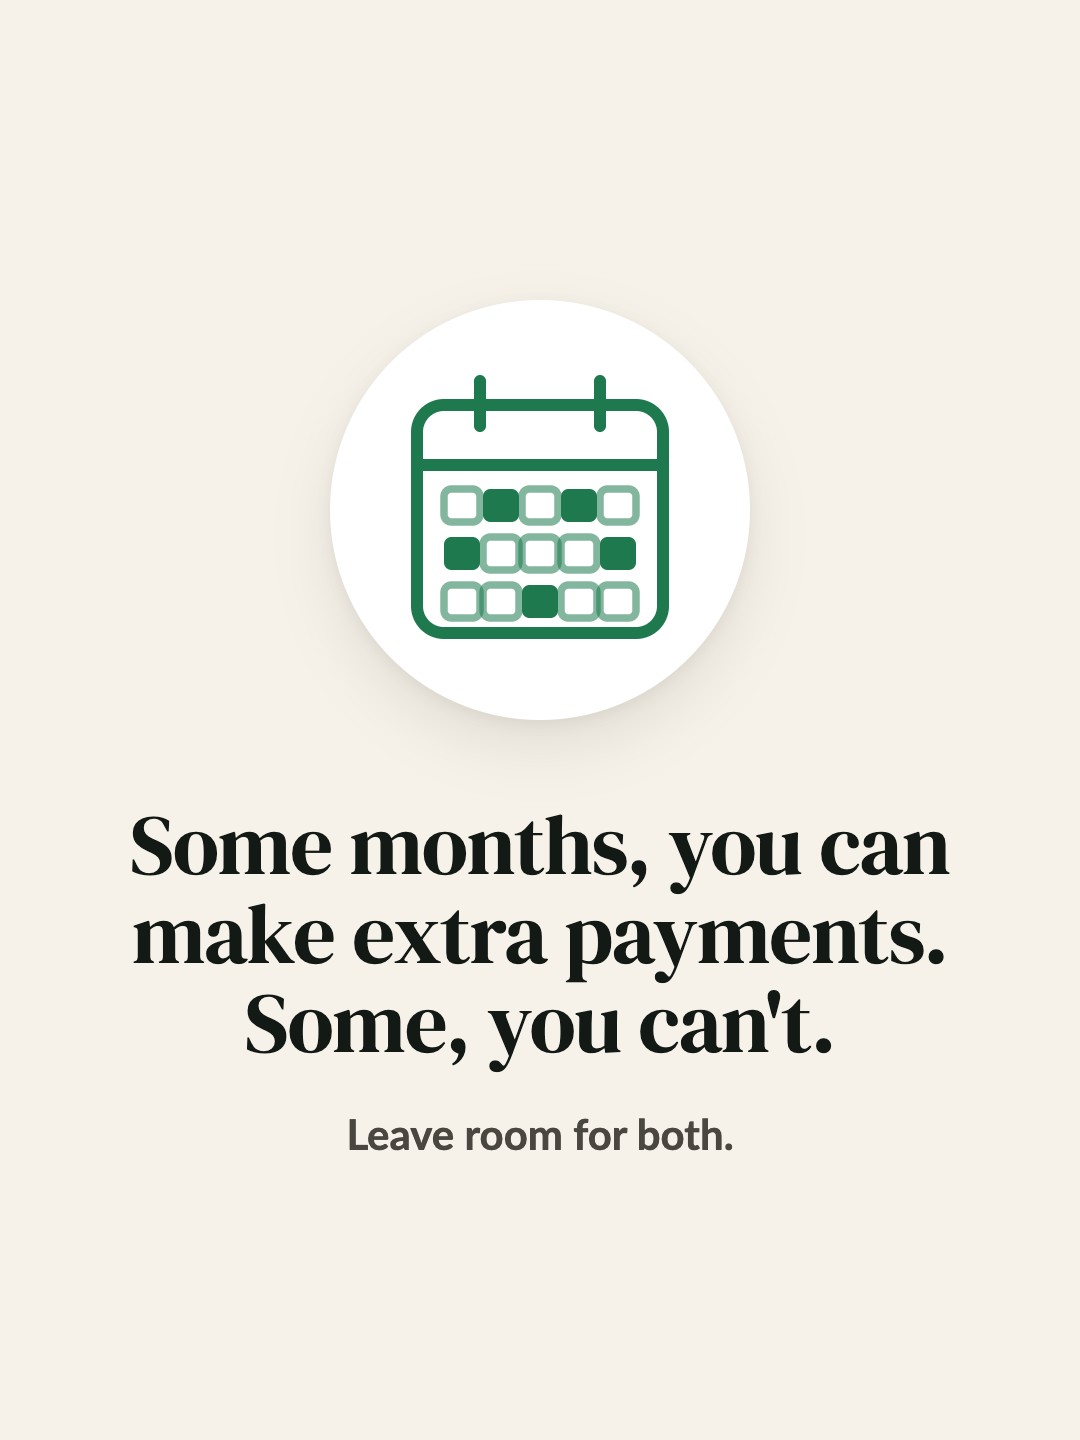 Some months, you can
make extra payments.
Some, you can't.
Leave room for both.